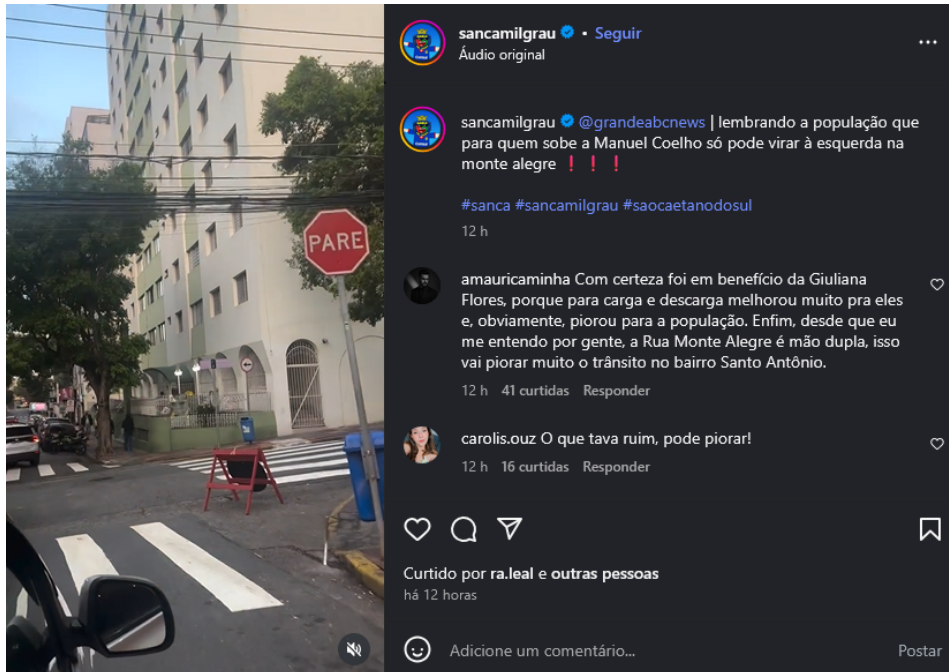 PARE
sancamilgrau • Seguir
Áudio original
sancamilgrau @grandeabcnews | lembrando a população que
para quem sobe a Manuel Coelho só pode virar à esquerda na
monte alegre ❗ ❗ ❗
#sanca #sancamilgrau #saocaetanodosul
12 h
amauricaminha Com certeza foi em benefício da Giuliana
Flores, porque para carga e descarga melhorou muito pra eles
e, obviamente, piorou para a população. Enfim, desde que eu
me entendo por gente, a Rua Monte Alegre é mão dupla, isso
vai piorar muito o trânsito no bairro Santo Antônio.
12 h 41 curtidas Responder
carolis.ouz O que tava ruim, pode piorar!
12 h 16 curtidas Responder
Curtido por ra.leal e outras pessoas
há 12 horas
Adicione um comentário... Postar